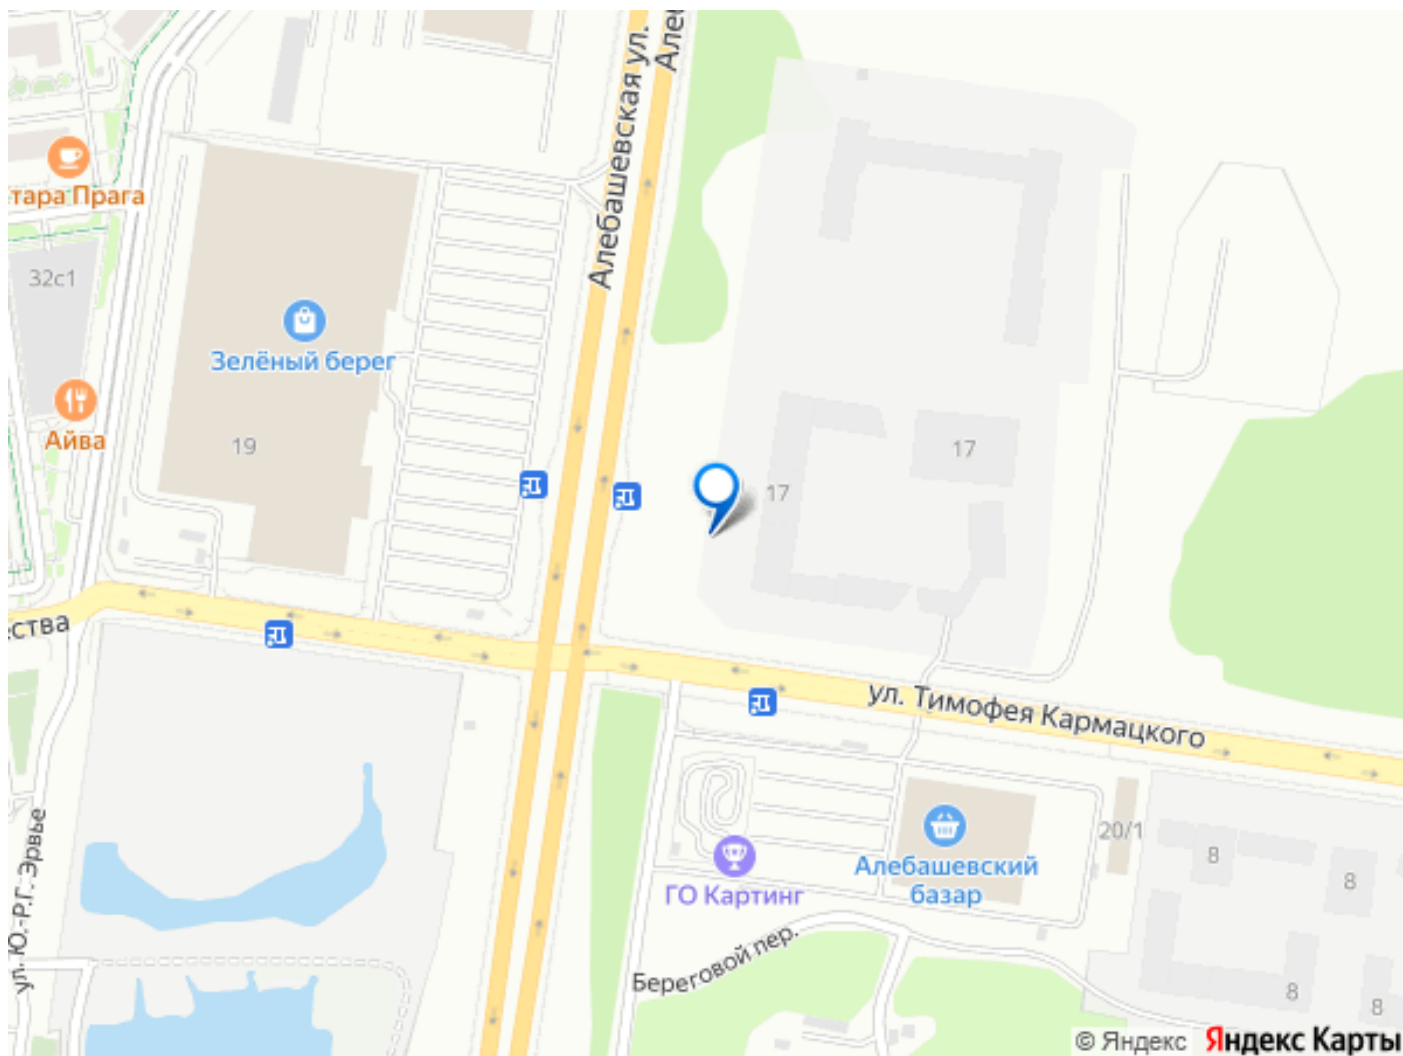 Алебашевская ул.
Але
тара Прага
32с1
Зелёный берег
Айва
19
17
17
ества
ул. Тимофея Кармацкого
20/1
Алебашевский
базар
ГО Картинг
8
8
8
8
ул. Ю.-Р.Г. Эрвье
Береговой пер.
© Яндекс Яндекс Карты